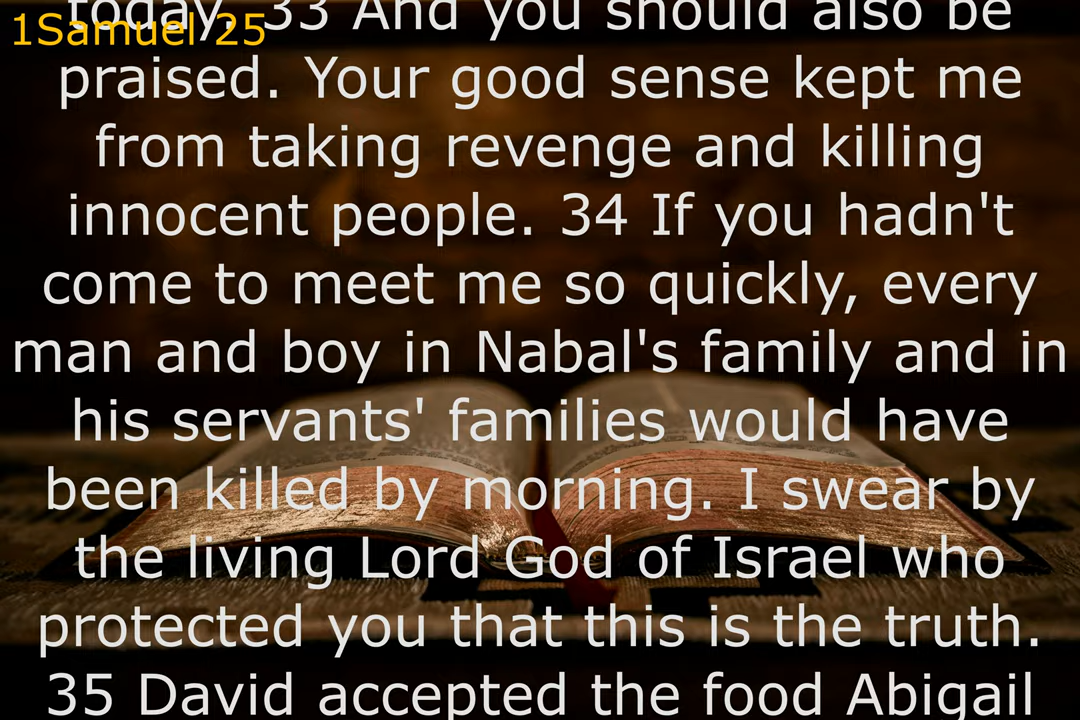 today. 33 And you should also be
1Samuel 25
praised. Your good sense kept me
from taking revenge and killing
innocent people. 34 If you hadn't
come to meet me so quickly, every
man and boy in Nabal's family and in
his servants' families would have
been killed by morning. I swear by
the living Lord God of Israel who
protected you that this is the truth.
35 David accepted the food Abigail